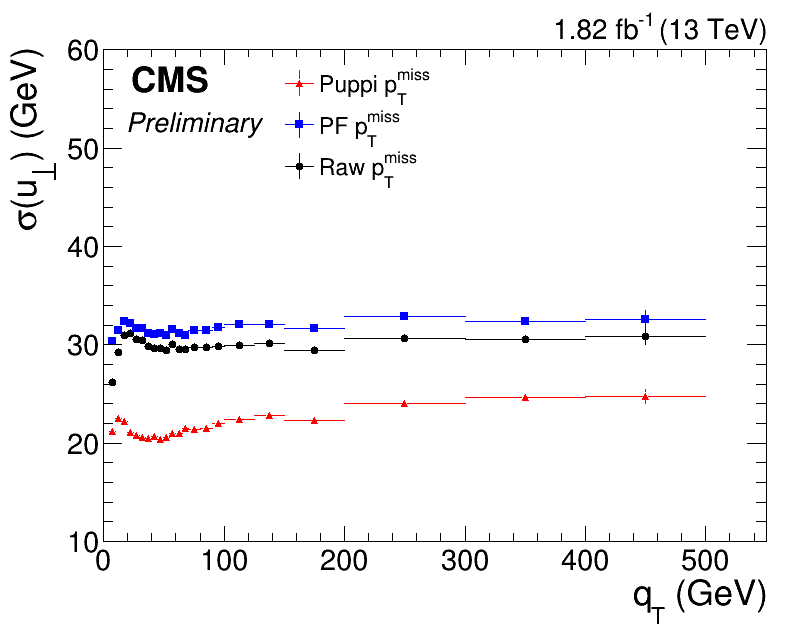 1.82 fb⁻¹ (13 TeV)
CMS
Preliminary
Puppi p_T^miss
PF p_T^miss
Raw p_T^miss
σ(u⊥) (GeV)
60
50
40
30
20
10
0 100 200 300 400 500
q_T (GeV)